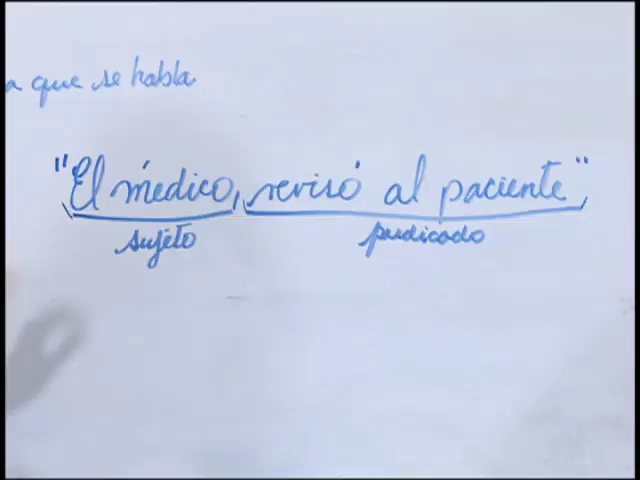 a que se habla
"El médico, revisó al paciente"
sujeto predicado